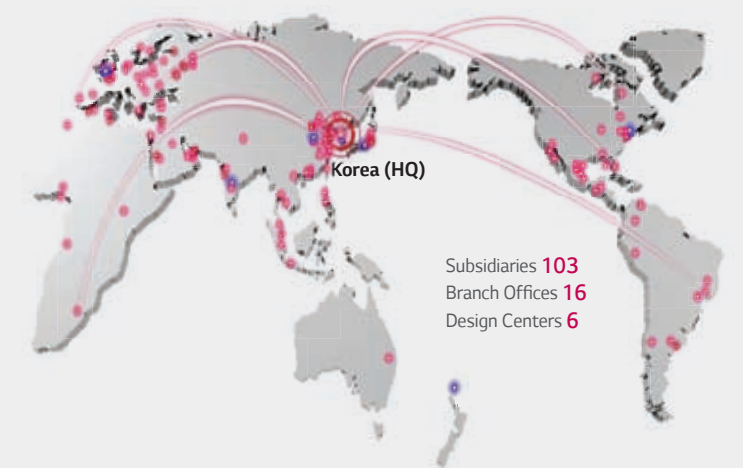 Korea (HQ)
Subsidiaries 103
Branch Offices 16
Design Centers 6